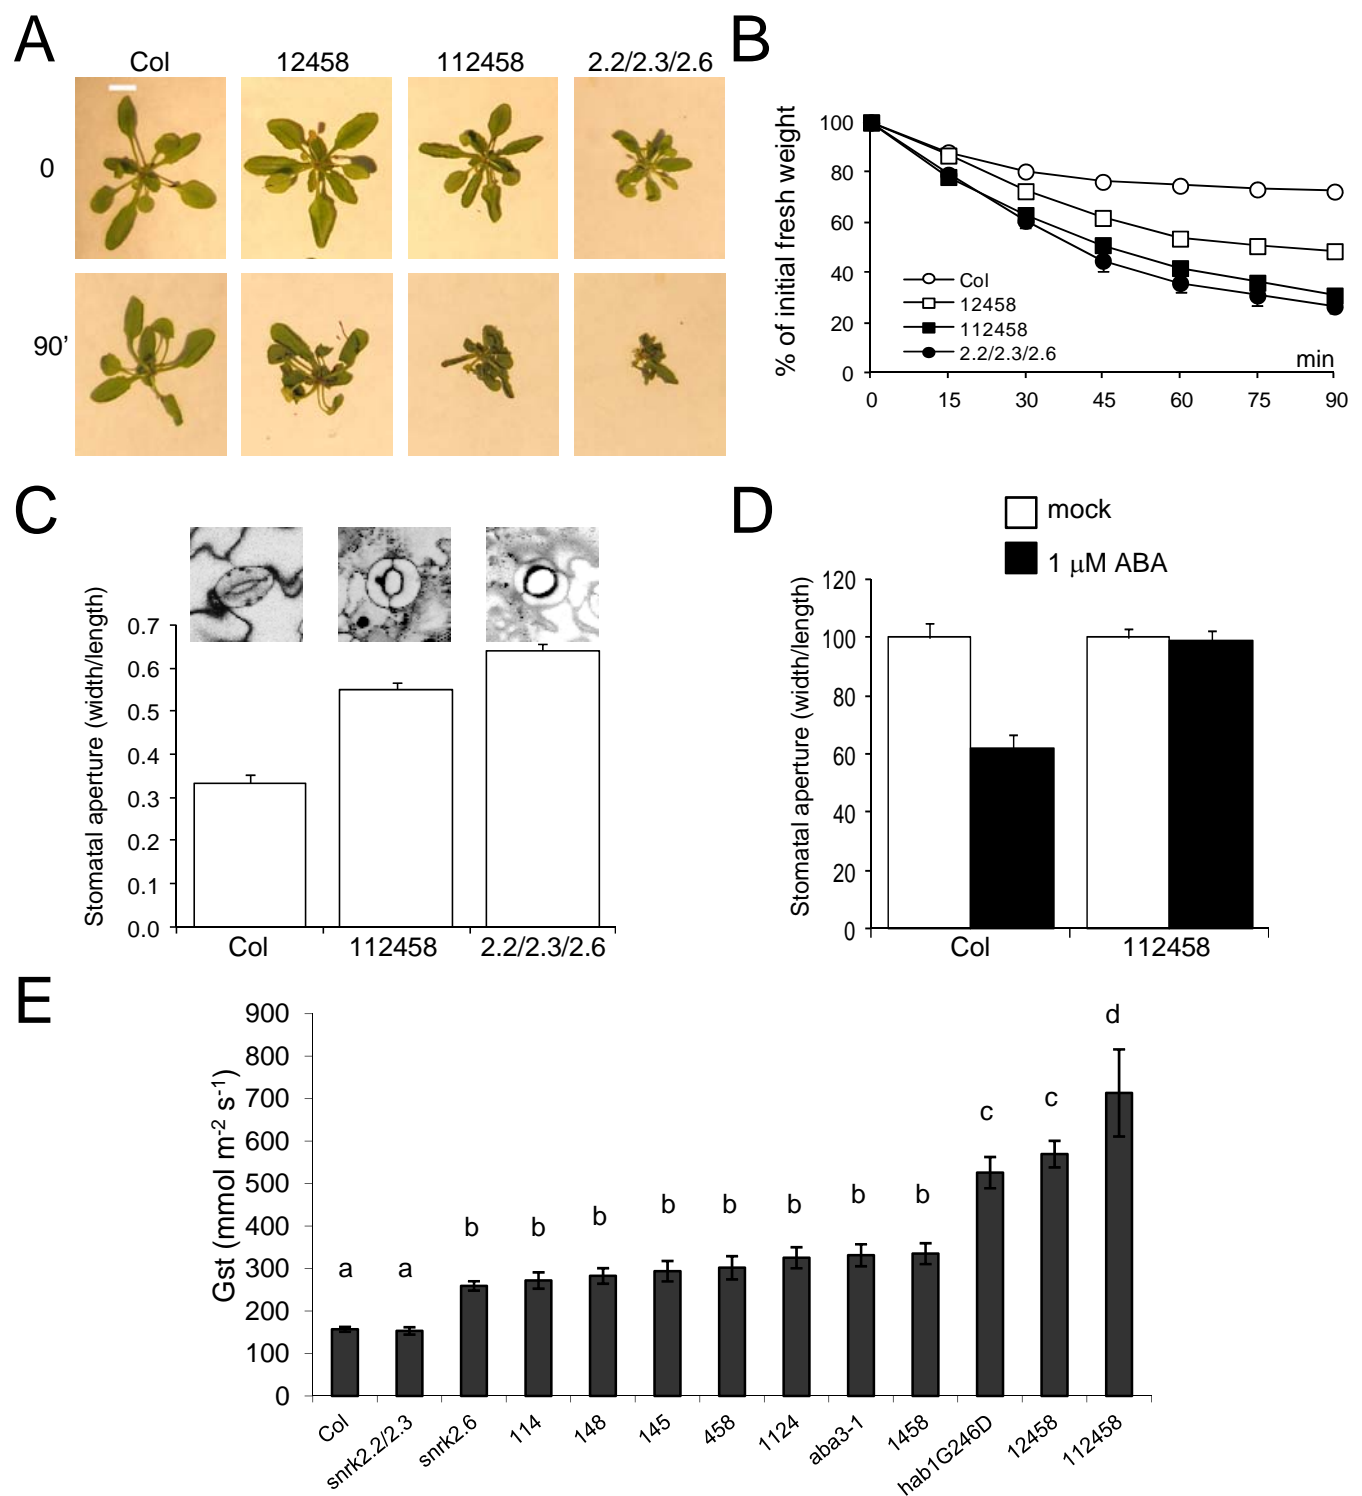 A
Col
12458
112458
2.2/2.3/2.6
0
90'
B
% of initial fresh weight
100
80
60
40
20
0
Col
12458
112458
2.2/2.3/2.6
min
0 15 30 45 60 75 90
C
Stomatal aperture (width/length)
0.7
0.6
0.5
0.4
0.3
0.2
0.1
0.0
Col 112458 2.2/2.3/2.6
D
mock
1 μM ABA
Stomatal aperture (width/length)
120
100
80
60
40
20
0
Col 112458
E
Gst (mmol m-2 s-1)
900
800
700
600
500
400
300
200
100
0
a a b b b b b b b b c c d
Col
snrk2.2/2.3
snrk2.6
114
148
145
458
1124
aba3-1
1458
hab1G246D
12458
112458